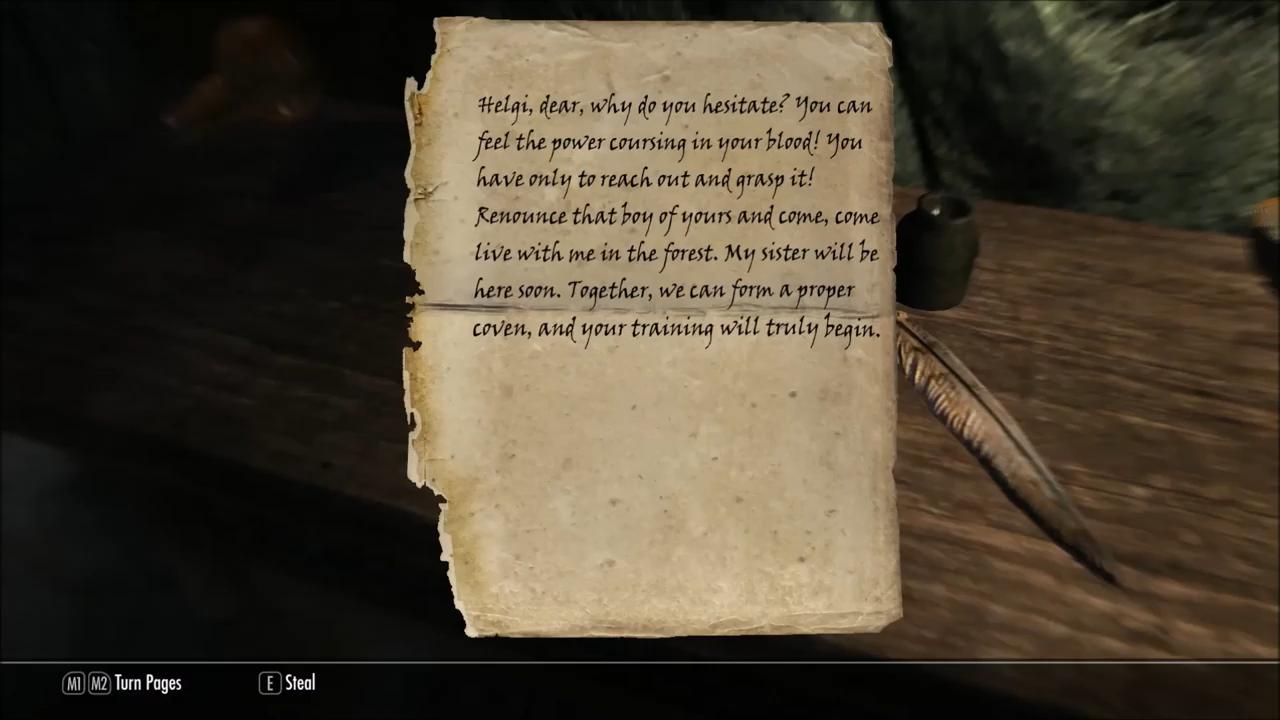 Helgi, dear, why do you hesitate? You can
feel the power coursing in your blood! You
have only to reach out and grasp it!
Renounce that boy of yours and come, come
live with me in the forest. My sister will be
here soon. Together, we can form a proper
coven, and your training will truly begin.
M1 M2 Turn Pages E Steal